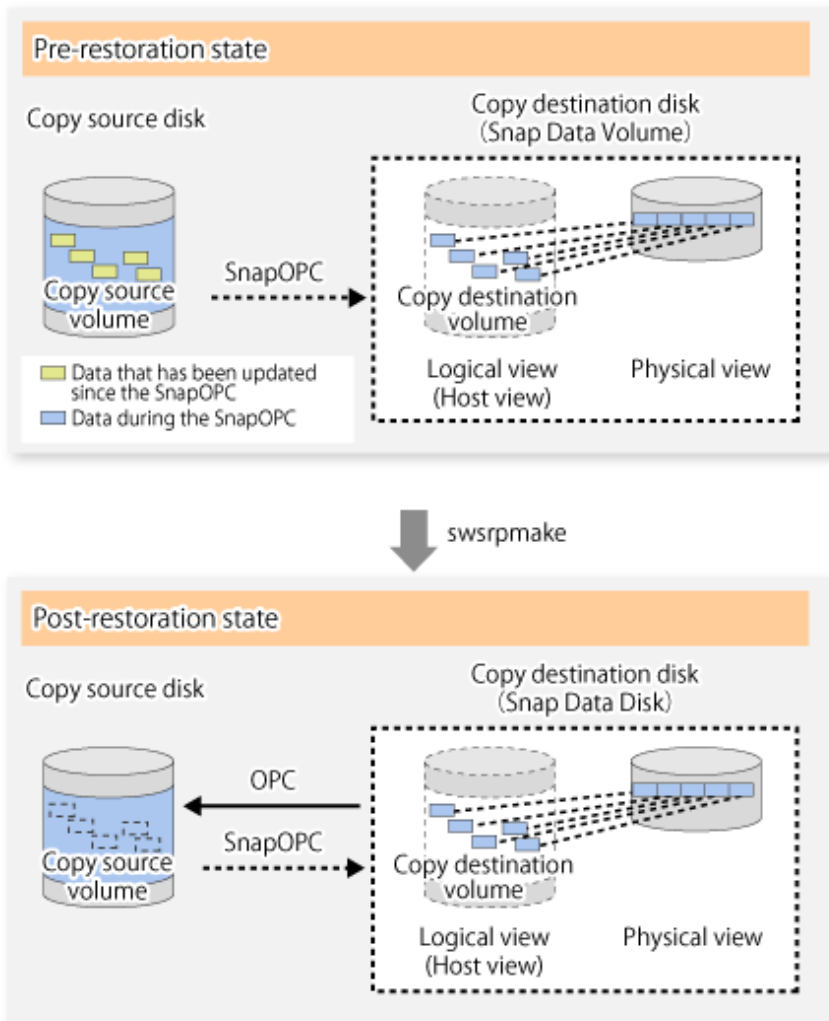 Pre-restoration state
Copy source disk
Copy destination disk
(Snap Data Volume)
SnapOPC
Copy source
volume
Copy destination
volume
Logical view
(Host view)
Physical view
Data that has been updated
since the SnapOPC
Data during the SnapOPC
swsrpmake
Post-restoration state
Copy source disk
Copy destination disk
(Snap Data Disk)
OPC
SnapOPC
Copy source
volume
Copy destination
volume
Logical view
(Host view)
Physical view